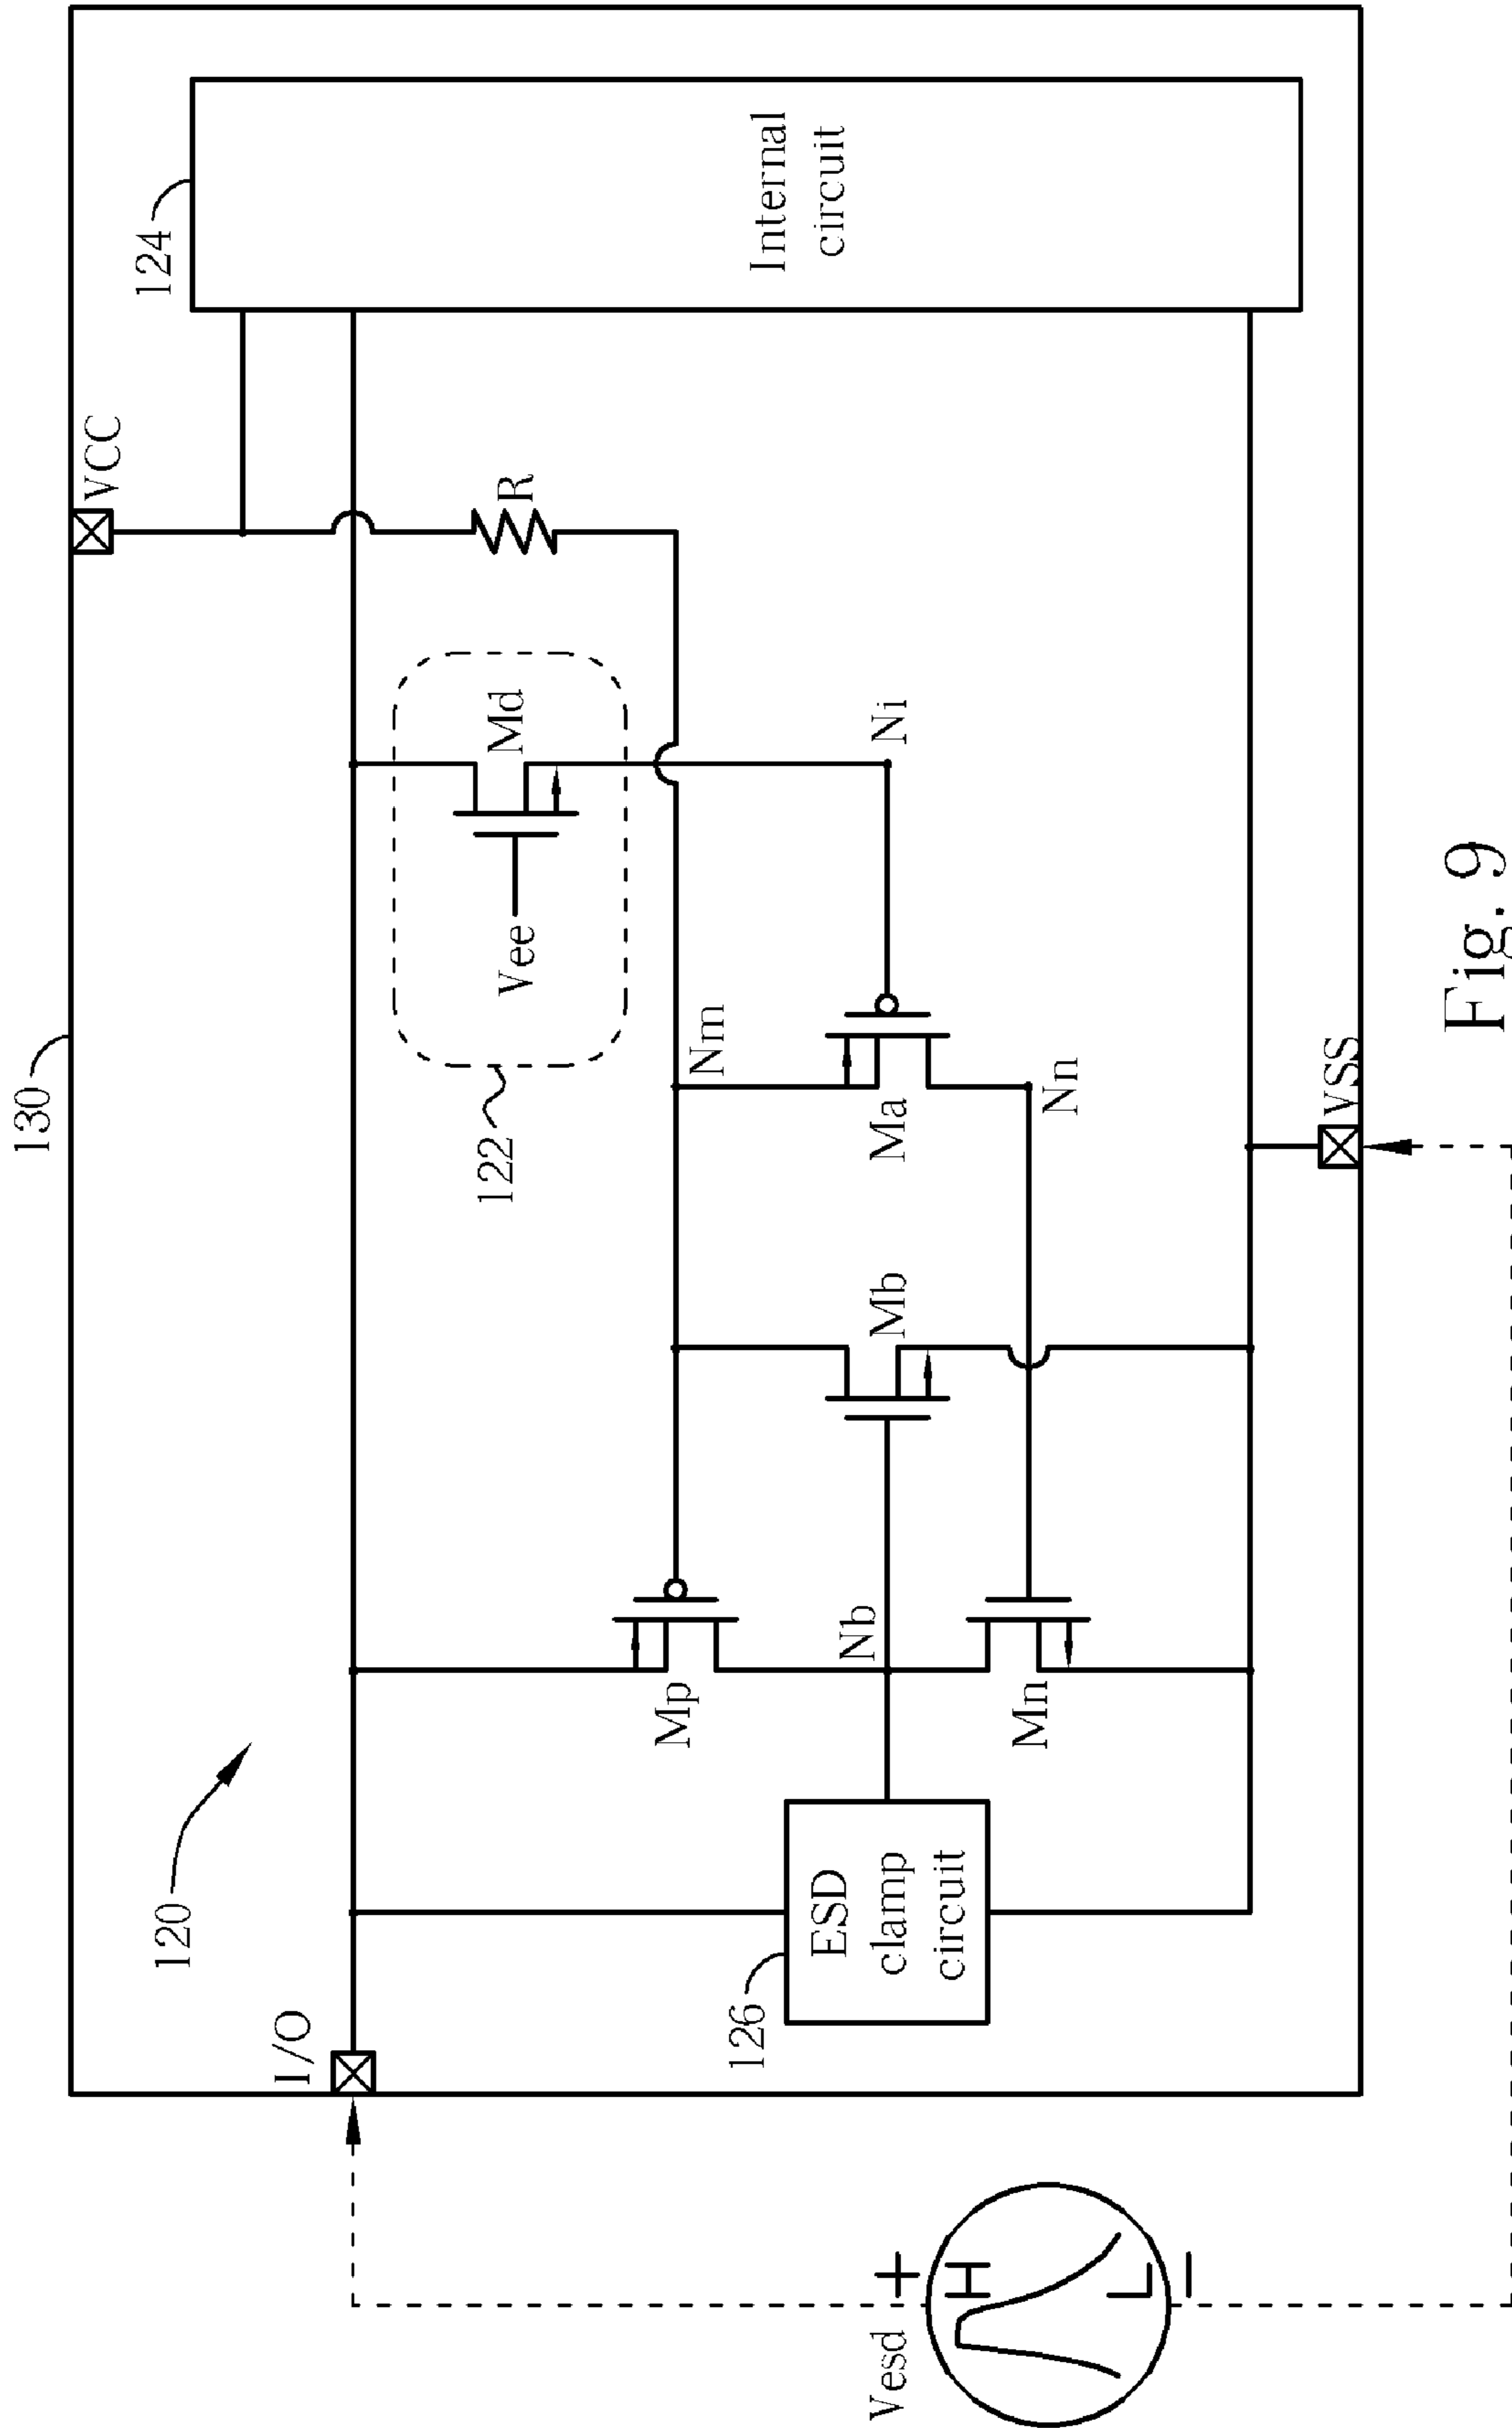 130
124
VCC
120
I/O
Internal
circuit
R
122
Md
Vee
Nm
Ni
Mp
Mb
Ma
Nb
126
ESD
clamp
circuit
Mn
Nn
Vesd
+
H
L
−
VSS
Fig. 9